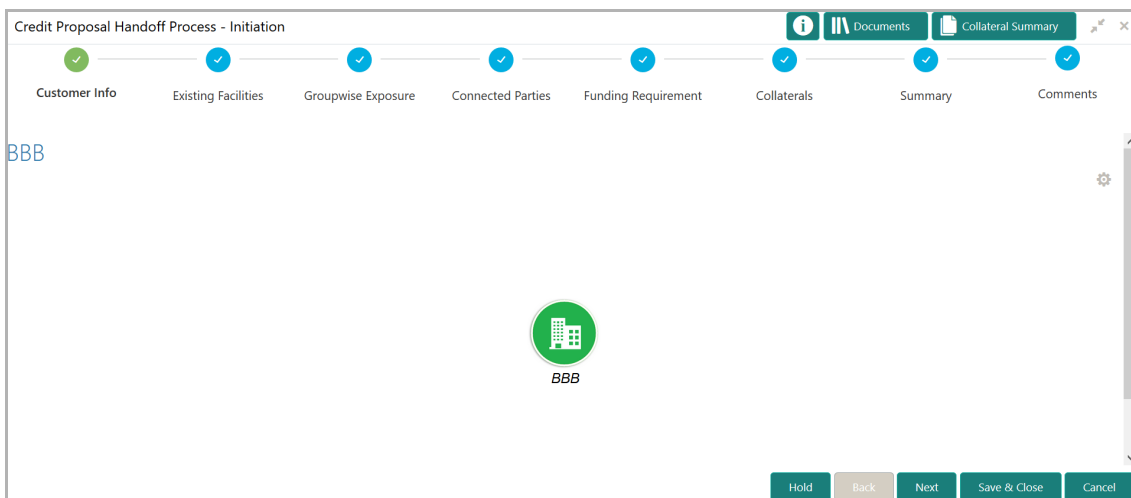 Credit Proposal Handoff Process - Initiation
Documents
Collateral Summary
Customer Info
Existing Facilities
Groupwise Exposure
Connected Parties
Funding Requirement
Collaterals
Summary
Comments
BBB
BBB
Hold
Back
Next
Save & Close
Cancel